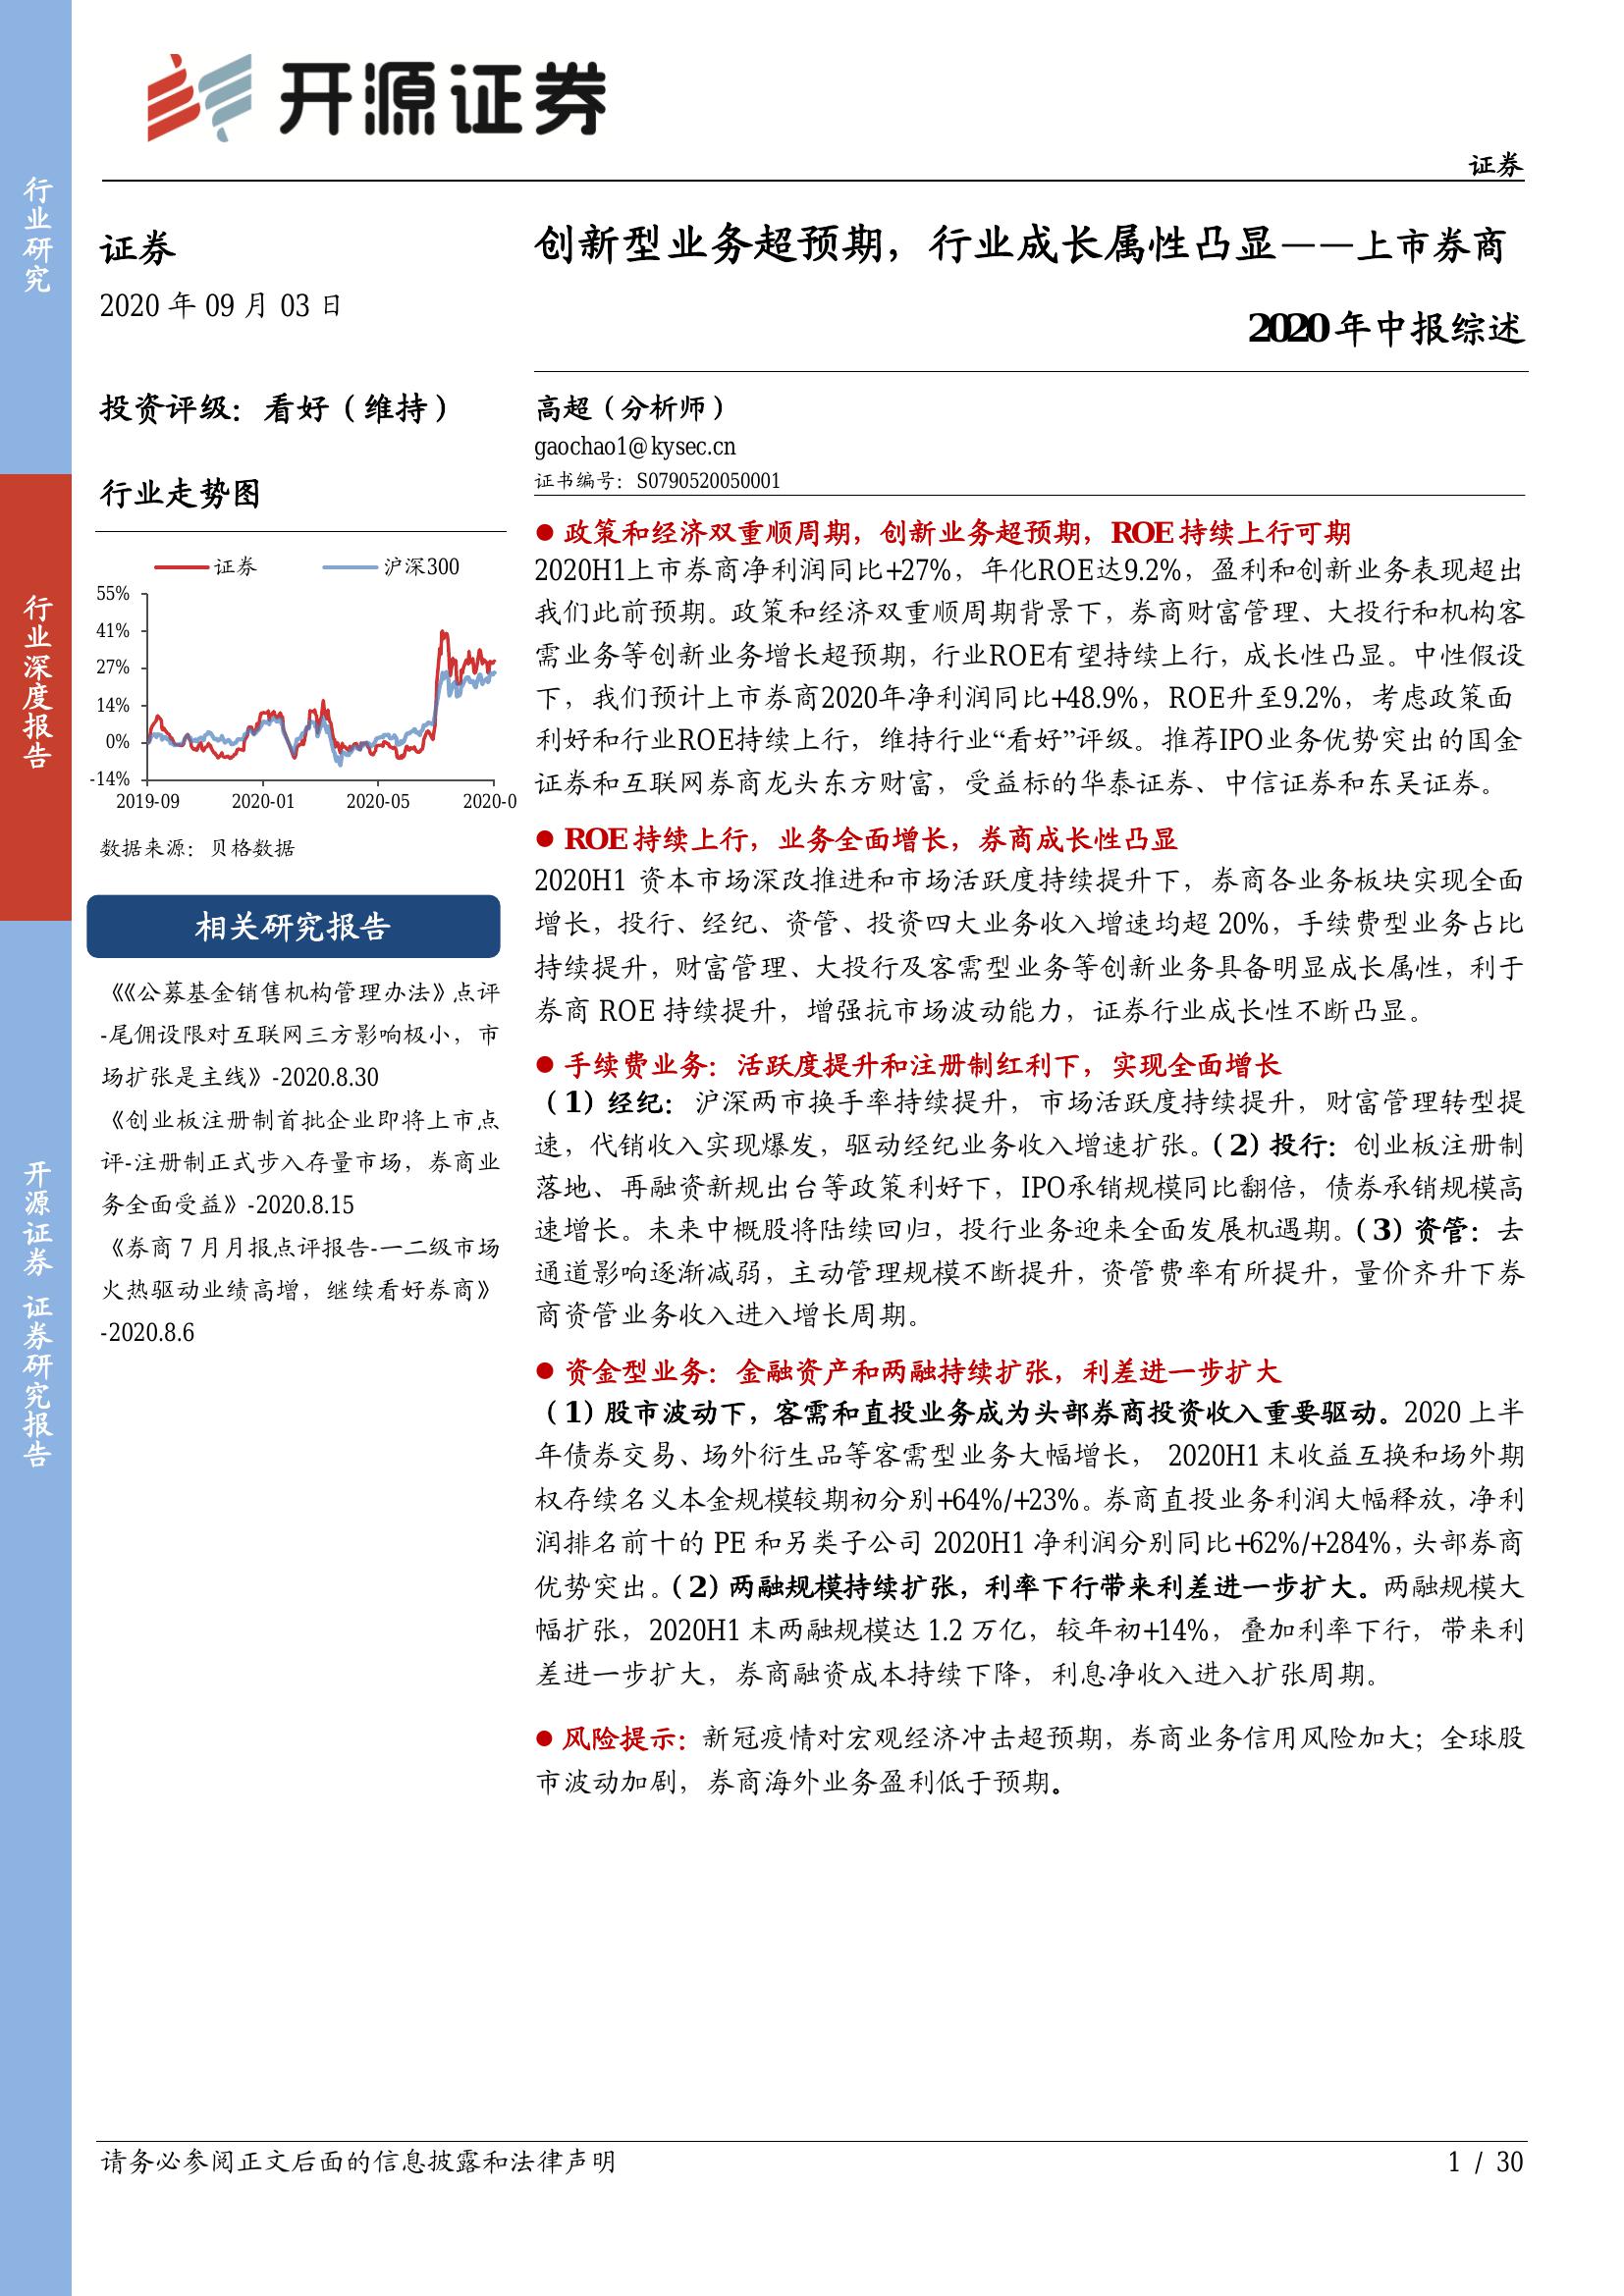 开源证券
证券
行业研究
行业深度报告
开源证券 证券研究报告
证券
2020 年 09 月 03 日
投资评级：看好（维持）
行业走势图
证券 沪深300
55%
41%
27%
14%
0%
-14%
2019-09 2020-01 2020-05 2020-0
数据来源：贝格数据
相关研究报告
《《公募基金销售机构管理办法》点评
-尾佣设限对互联网三方影响极小，市
场扩张是主线》-2020.8.30
《创业板注册制首批企业即将上市点
评-注册制正式步入存量市场，券商业
务全面受益》-2020.8.15
《券商 7 月月报点评报告-一二级市场
火热驱动业绩高增，继续看好券商》
-2020.8.6
创新型业务超预期，行业成长属性凸显——上市券商
2020 年中报综述
高超（分析师）
gaochao1@kysec.cn
证书编号：S0790520050001
● 政策和经济双重顺周期，创新业务超预期，ROE 持续上行可期
2020H1上市券商净利润同比+27%，年化ROE达9.2%，盈利和创新业务表现超出
我们此前预期。政策和经济双重顺周期背景下，券商财富管理、大投行和机构客
需业务等创新业务增长超预期，行业ROE有望持续上行，成长性凸显。中性假设
下，我们预计上市券商2020年净利润同比+48.9%，ROE升至9.2%，考虑政策面
利好和行业ROE持续上行，维持行业“看好”评级。推荐IPO业务优势突出的国金
证券和互联网券商龙头东方财富，受益标的华泰证券、中信证券和东吴证券。
● ROE 持续上行，业务全面增长，券商成长性凸显
2020H1 资本市场深改推进和市场活跃度持续提升下，券商各业务板块实现全面
增长，投行、经纪、资管、投资四大业务收入增速均超 20%，手续费型业务占比
持续提升，财富管理、大投行及客需型业务等创新业务具备明显成长属性，利于
券商 ROE 持续提升，增强抗市场波动能力，证券行业成长性不断凸显。
● 手续费业务：活跃度提升和注册制红利下，实现全面增长
（1）经纪：沪深两市换手率持续提升，市场活跃度持续提升，财富管理转型提
速，代销收入实现爆发，驱动经纪业务收入增速扩张。（2）投行：创业板注册制
落地、再融资新规出台等政策利好下，IPO承销规模同比翻倍，债券承销规模高
速增长。未来中概股将陆续回归，投行业务迎来全面发展机遇期。（3）资管：去
通道影响逐渐减弱，主动管理规模不断提升，资管费率有所提升，量价齐升下券
商资管业务收入进入增长周期。
● 资金型业务：金融资产和两融持续扩张，利差进一步扩大
（1）股市波动下，客需和直投业务成为头部券商投资收入重要驱动。2020 上半
年债券交易、场外衍生品等客需型业务大幅增长， 2020H1 末收益互换和场外期
权存续名义本金规模较期初分别+64%/+23%。券商直投业务利润大幅释放，净利
润排名前十的 PE 和另类子公司 2020H1 净利润分别同比+62%/+284%，头部券商
优势突出。（2）两融规模持续扩张，利率下行带来利差进一步扩大。两融规模大
幅扩张，2020H1 末两融规模达 1.2 万亿，较年初+14%，叠加利率下行，带来利
差进一步扩大，券商融资成本持续下降，利息净收入进入扩张周期。
● 风险提示：新冠疫情对宏观经济冲击超预期，券商业务信用风险加大；全球股
市波动加剧，券商海外业务盈利低于预期。
请务必参阅正文后面的信息披露和法律声明
1 / 30